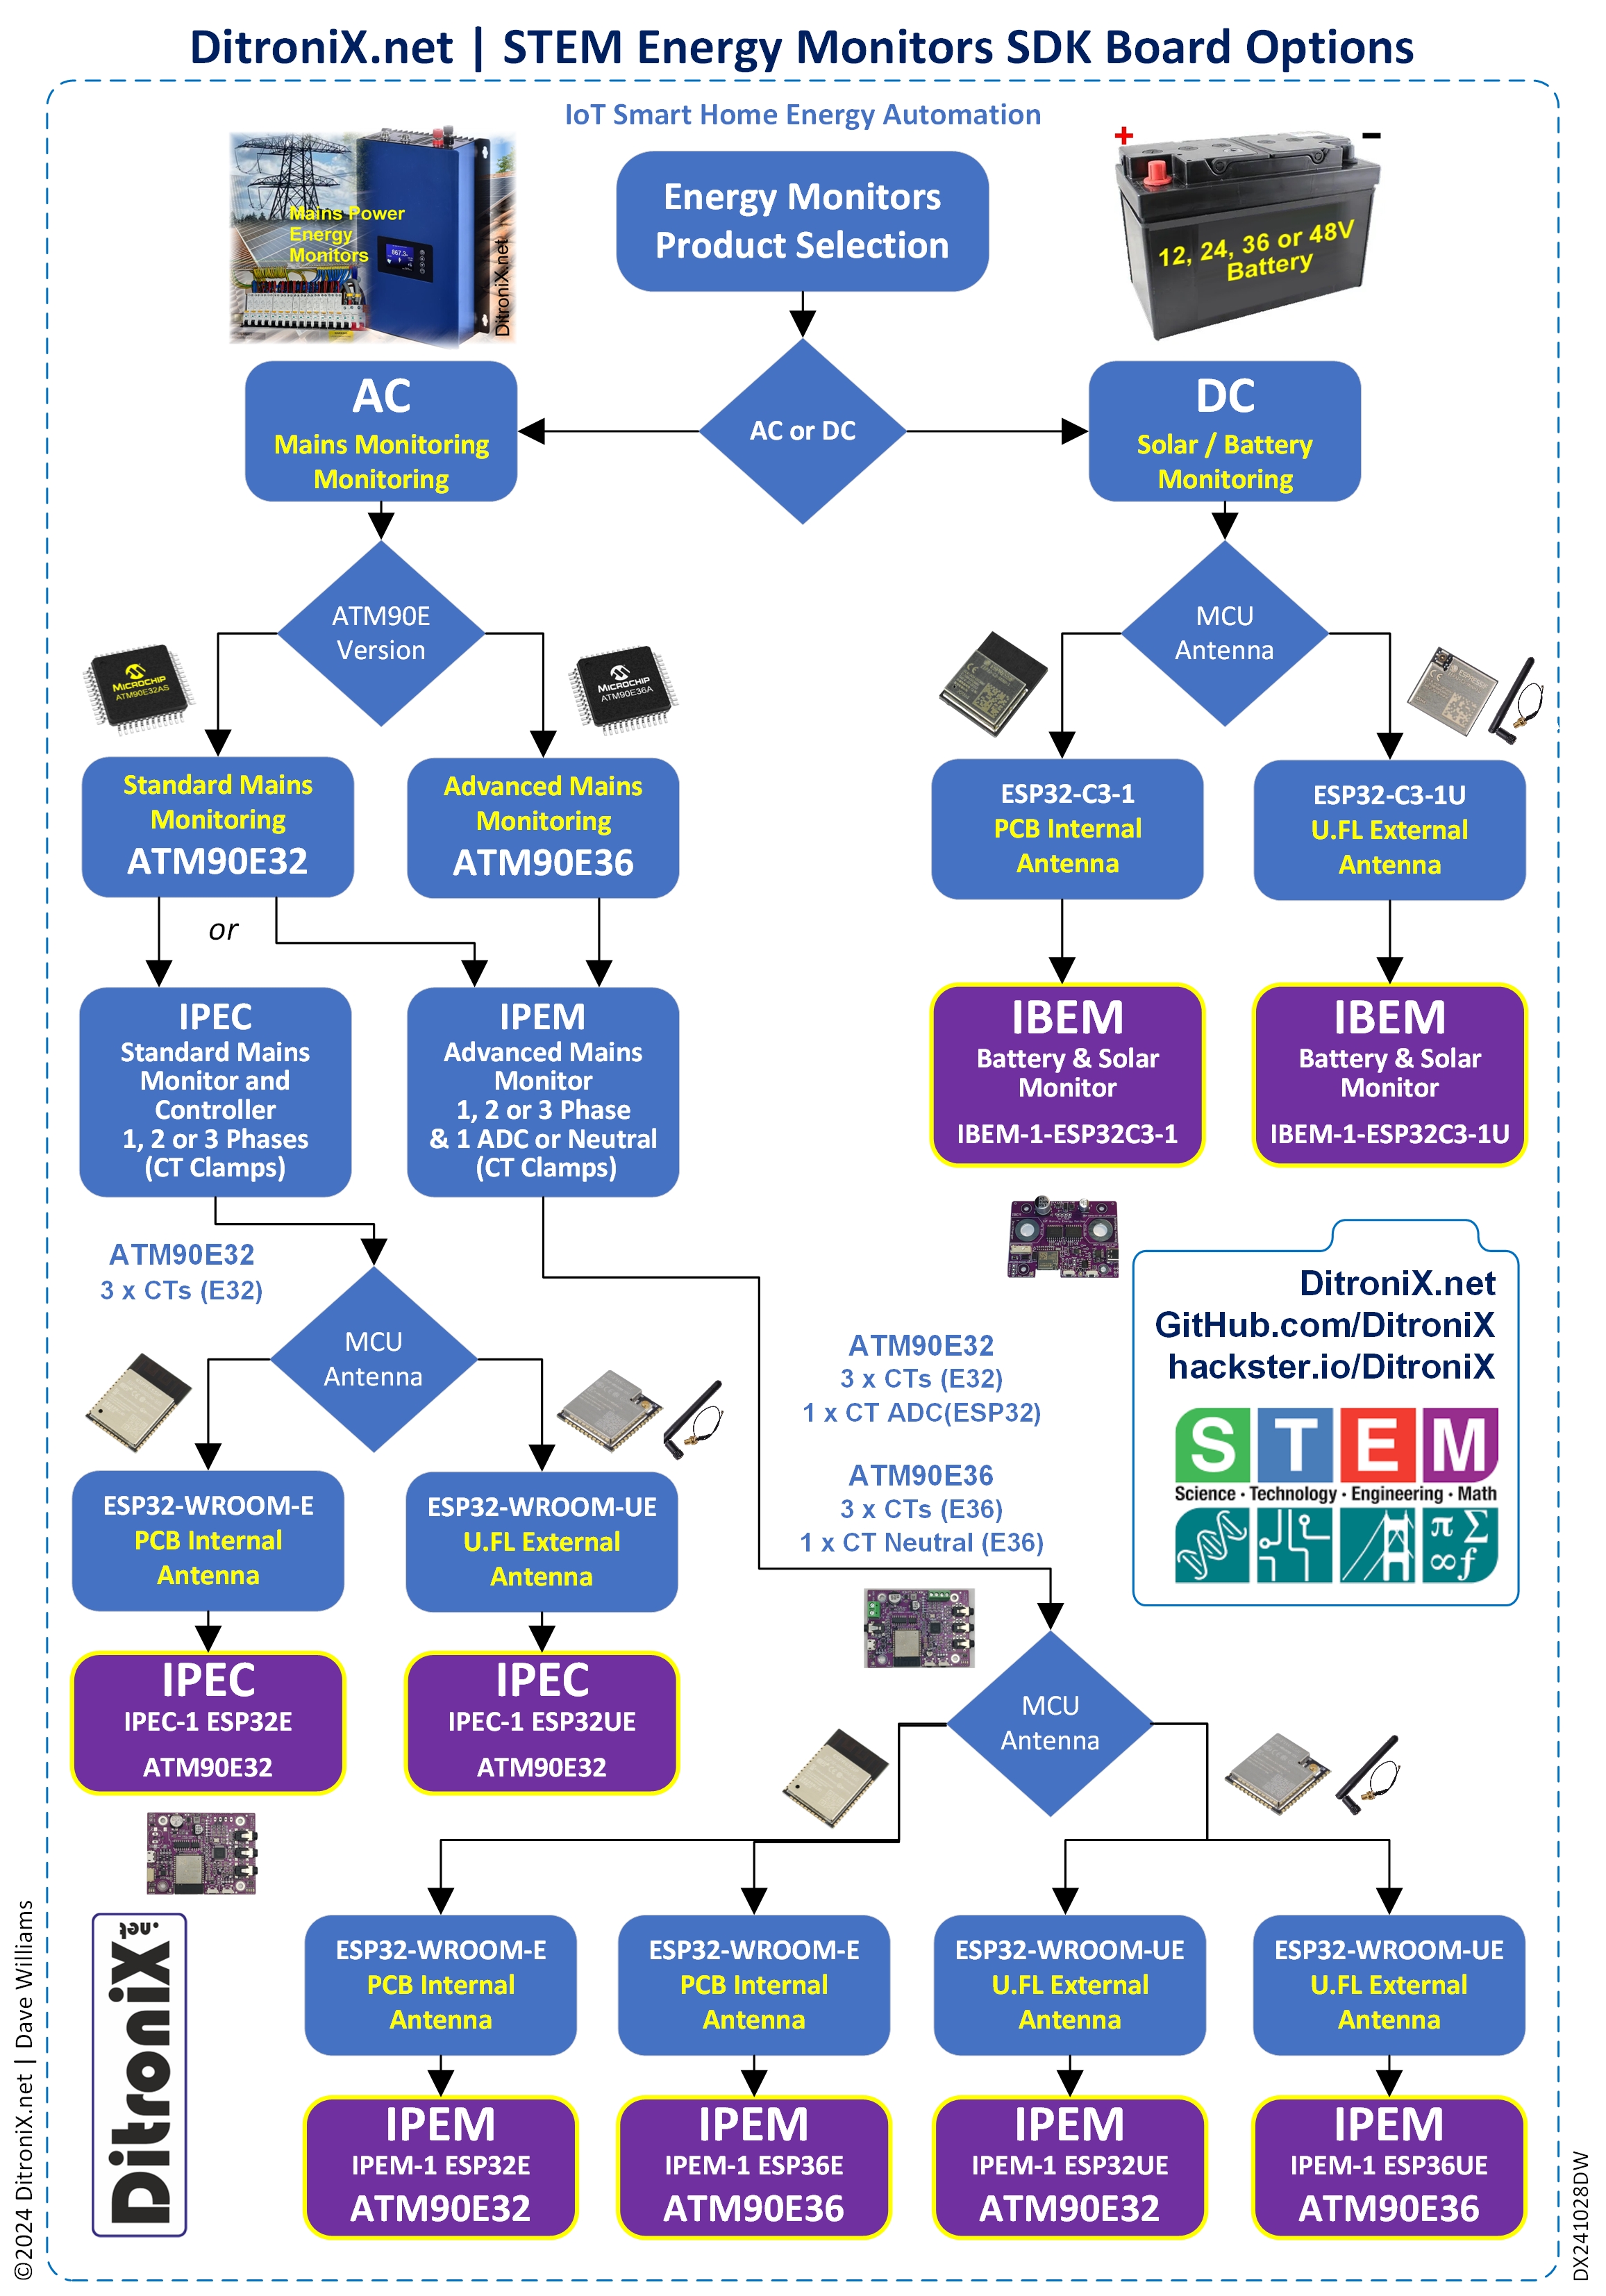 DitroniX.net | STEM Energy Monitors SDK Board Options
IoT Smart Home Energy Automation
Mains Power
Energy
Monitors
DitroniX.net
Energy Monitors
Product Selection
+ −
12, 24, 36 or 48V
Battery
AC
Mains Monitoring
Monitoring
AC or DC
DC
Solar / Battery
Monitoring
ATM90E
Version
MCU
Antenna
MICROCHIP
ATM90E32AS
MICROCHIP
ATM90E36A
Standard Mains
Monitoring
ATM90E32
Advanced Mains
Monitoring
ATM90E36
ESP32-C3-1
PCB Internal
Antenna
ESP32-C3-1U
U.FL External
Antenna
or
IPEC
Standard Mains
Monitor and
Controller
1, 2 or 3 Phases
(CT Clamps)
IPEM
Advanced Mains
Monitor
1, 2 or 3 Phase
& 1 ADC or Neutral
(CT Clamps)
IBEM
Battery & Solar
Monitor
IBEM-1-ESP32C3-1
IBEM
Battery & Solar
Monitor
IBEM-1-ESP32C3-1U
ATM90E32
3 x CTs (E32)
MCU
Antenna
ATM90E32
3 x CTs (E32)
1 x CT ADC(ESP32)
ATM90E36
3 x CTs (E36)
1 x CT Neutral (E36)
DitroniX.net
GitHub.com/DitroniX
hackster.io/DitroniX
STEM
Science · Technology · Engineering · Math
π Σ
∞ƒ
ESP32-WROOM-E
PCB Internal
Antenna
ESP32-WROOM-UE
U.FL External
Antenna
IPEC
IPEC-1 ESP32E
ATM90E32
IPEC
IPEC-1 ESP32UE
ATM90E32
MCU
Antenna
ESP32-WROOM-E
PCB Internal
Antenna
ESP32-WROOM-E
PCB Internal
Antenna
ESP32-WROOM-UE
U.FL External
Antenna
ESP32-WROOM-UE
U.FL External
Antenna
IPEM
IPEM-1 ESP32E
ATM90E32
IPEM
IPEM-1 ESP36E
ATM90E36
IPEM
IPEM-1 ESP32UE
ATM90E32
IPEM
IPEM-1 ESP36UE
ATM90E36
DitroniX.net
©2024 DitroniX.net | Dave Williams
DX241028DW